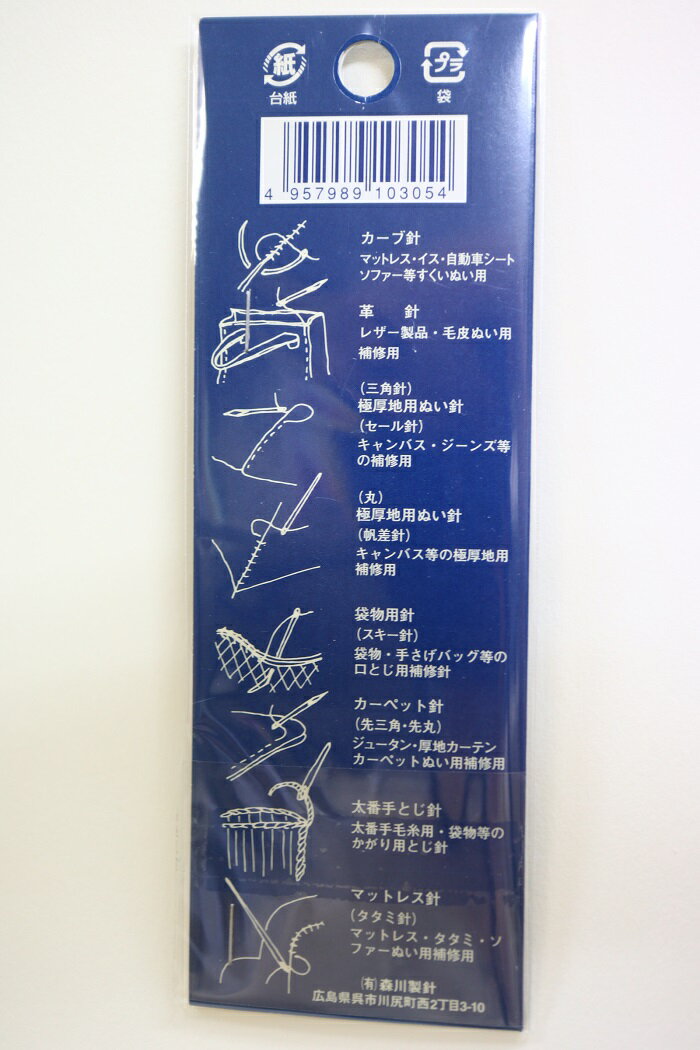 紙
台紙
プラ
袋
4 957989 103054
カーブ針
マットレス・イス・自動車シート
ソファー等すくいぬい用
革 針
レザー製品・毛皮ぬい用
補修用
(三角針)
極厚地用ぬい針
(セール針)
キャンバス・ジーンズ等
の補修用
(丸)
極厚地用ぬい針
(帆差針)
キャンバス等の極厚地用
補修用
袋物用針
(スキー針)
袋物・手さげバッグ等の
口とじ用補修針
カーペット針
(先三角・先丸)
ジュータン・厚地カーテン
カーペットぬい用補修用
太番手とじ針
太番手毛糸用・袋物等の
かがり用とじ針
マットレス針
(タタミ針)
マットレス・タタミ・ソ
ファーぬい用補修用
㈲森川製針
広島県呉市川尻町西2丁目3-10